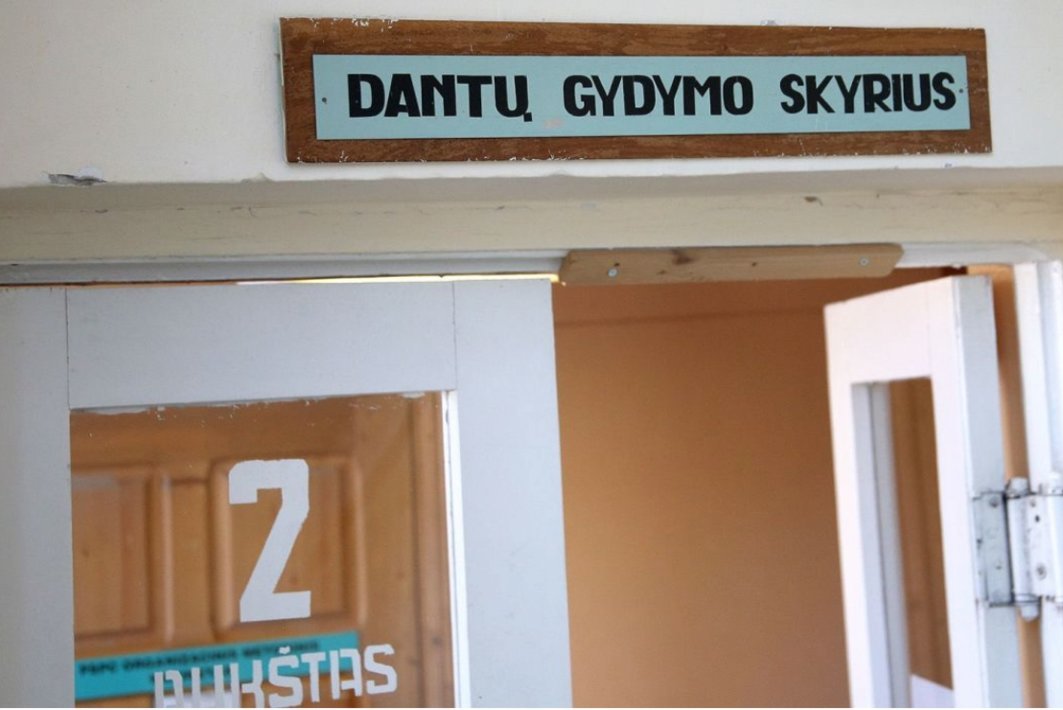 DANTŲ GYDYMO SKYRIUS
2
AUKŠTAS